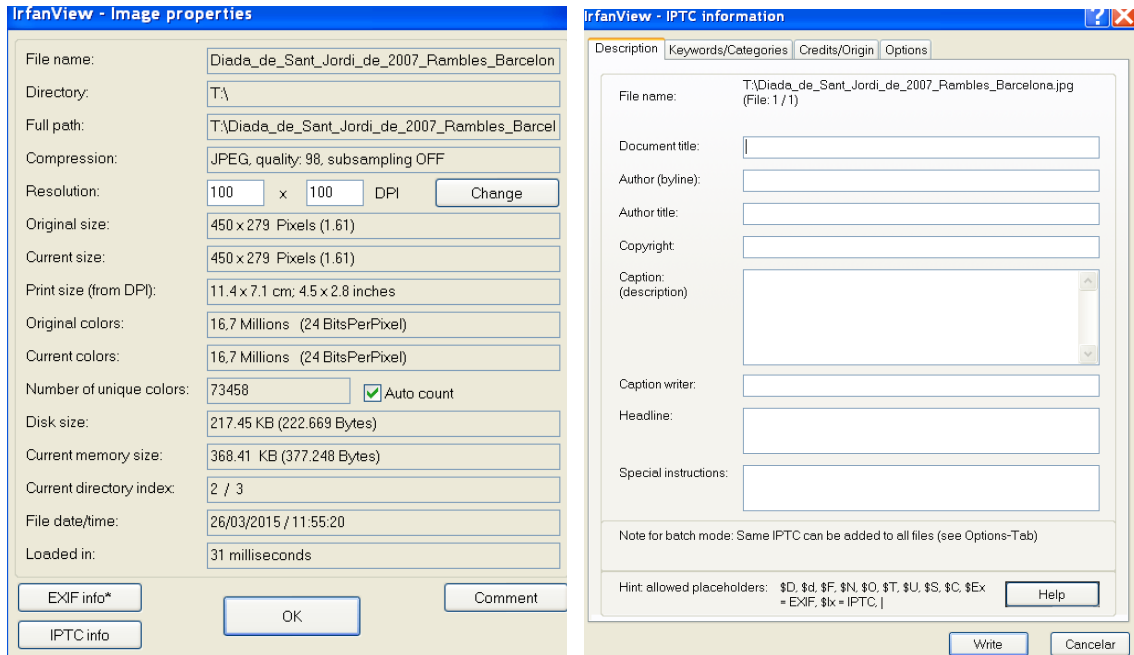 IrfanView - Image properties
File name: Diada_de_Sant_Jordi_de_2007_Rambles_Barcelon
Directory: T:\
Full path: T:\Diada_de_Sant_Jordi_de_2007_Rambles_Barcel
Compression: JPEG, quality: 98, subsampling OFF
Resolution: 100 x 100 DPI Change
Original size: 450 x 279 Pixels (1.61)
Current size: 450 x 279 Pixels (1.61)
Print size (from DPI): 11.4 x 7.1 cm; 4.5 x 2.8 inches
Original colors: 16,7 Millions (24 BitsPerPixel)
Current colors: 16,7 Millions (24 BitsPerPixel)
Number of unique colors: 73458 Auto count
Disk size: 217.45 KB (222.669 Bytes)
Current memory size: 368.41 KB (377.248 Bytes)
Current directory index: 2 / 3
File date/time: 26/03/2015 / 11:55:20
Loaded in: 31 milliseconds
EXIF info*
OK
Comment
IPTC info
IrfanView - IPTC information
Description Keywords/Categories Credits/Origin Options
File name: T:\Diada_de_Sant_Jordi_de_2007_Rambles_Barcelona.jpg
(File: 1 / 1)
Document title:
Author (byline):
Author title:
Copyright:
Caption:
(description)
Caption writer:
Headline:
Special instructions:
Note for batch mode: Same IPTC can be added to all files (see Options-Tab)
Hint: allowed placeholders: $D, $d, $F, $N, $O, $T, $U, $S, $C, $Ex
= EXIF, $Ix = IPTC, |
Help
Write Cancelar